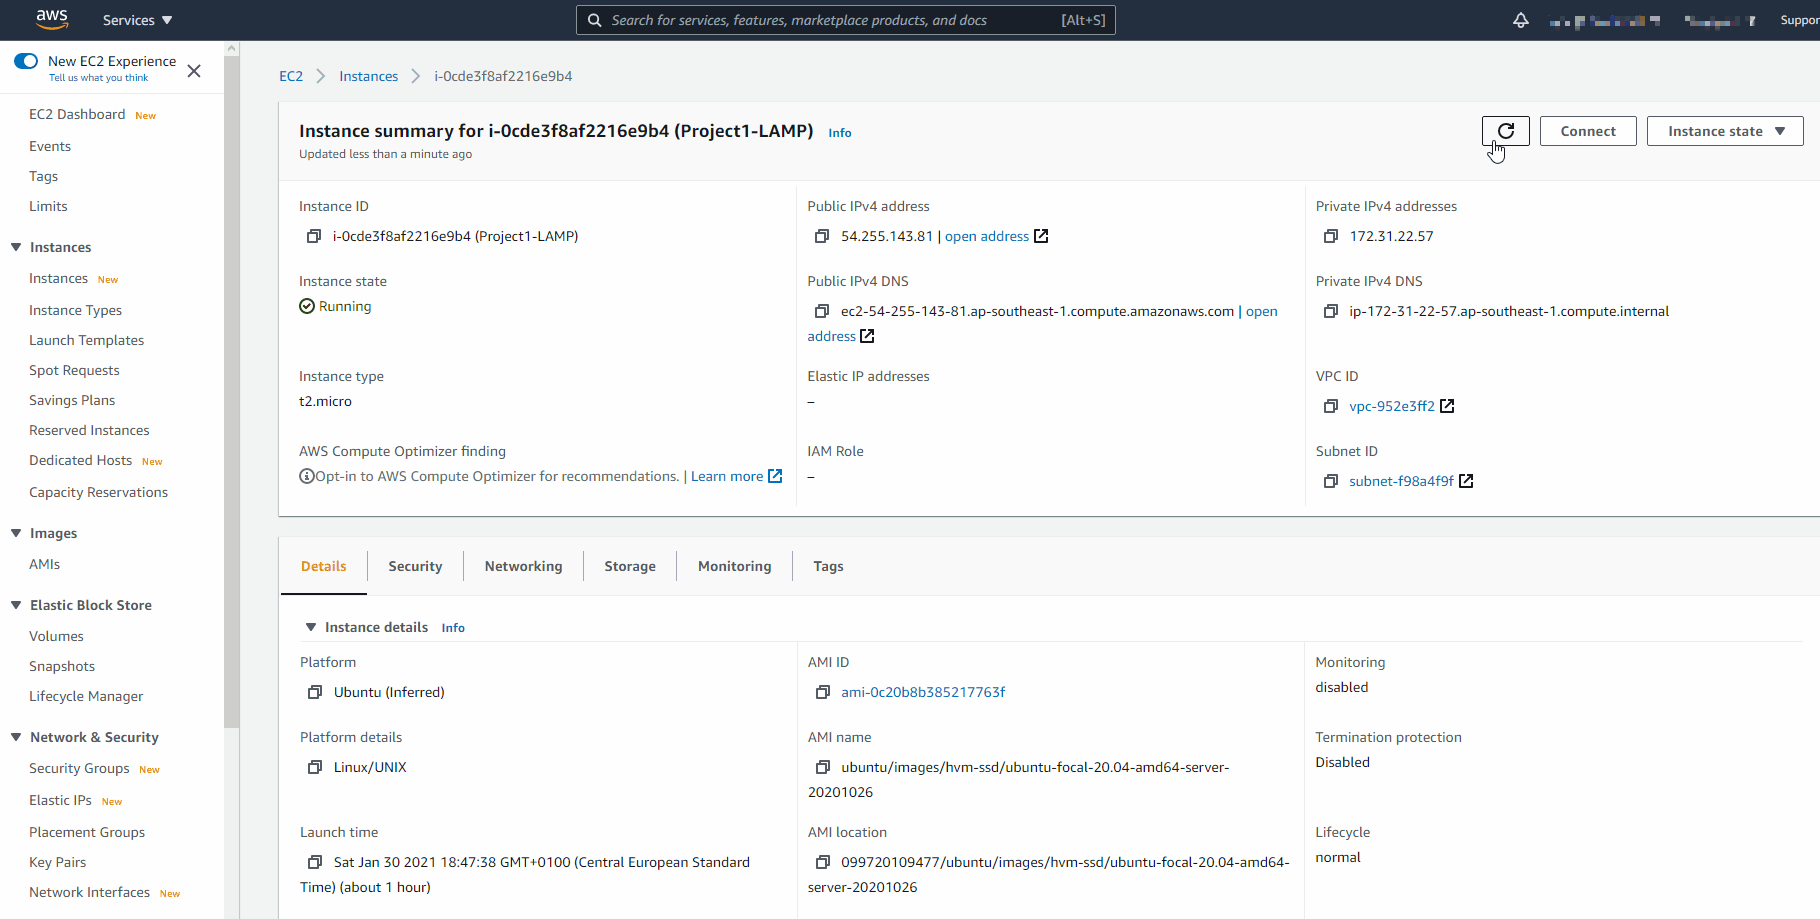 aws
Services
Search for services, features, marketplace products, and docs [Alt+S]
Suppor
New EC2 Experience
Tell us what you think
EC2 Dashboard New
Events
Tags
Limits
Instances
Instances New
Instance Types
Launch Templates
Spot Requests
Savings Plans
Reserved Instances
Dedicated Hosts New
Capacity Reservations
Images
AMIs
Elastic Block Store
Volumes
Snapshots
Lifecycle Manager
Network & Security
Security Groups New
Elastic IPs New
Placement Groups
Key Pairs
Network Interfaces New
EC2 Instances i-0cde3f8af2216e9b4
Instance summary for i-0cde3f8af2216e9b4 (Project1-LAMP) Info
Updated less than a minute ago
Connect
Instance state
Instance ID
i-0cde3f8af2216e9b4 (Project1-LAMP)
Public IPv4 address
54.255.143.81 | open address
Private IPv4 addresses
172.31.22.57
Instance state
Running
Public IPv4 DNS
ec2-54-255-143-81.ap-southeast-1.compute.amazonaws.com | open
address
Private IPv4 DNS
ip-172-31-22-57.ap-southeast-1.compute.internal
Instance type
t2.micro
Elastic IP addresses
–
VPC ID
vpc-952e3ff2
AWS Compute Optimizer finding
Opt-in to AWS Compute Optimizer for recommendations. | Learn more
IAM Role
–
Subnet ID
subnet-f98a4f9f
Details
Security
Networking
Storage
Monitoring
Tags
Instance details Info
Platform
Ubuntu (Inferred)
AMI ID
ami-0c20b8b385217763f
Monitoring
disabled
Platform details
Linux/UNIX
AMI name
ubuntu/images/hvm-ssd/ubuntu-focal-20.04-amd64-server-
20201026
Termination protection
Disabled
Launch time
Sat Jan 30 2021 18:47:38 GMT+0100 (Central European Standard
Time) (about 1 hour)
AMI location
099720109477/ubuntu/images/hvm-ssd/ubuntu-focal-20.04-amd64-
server-20201026
Lifecycle
normal